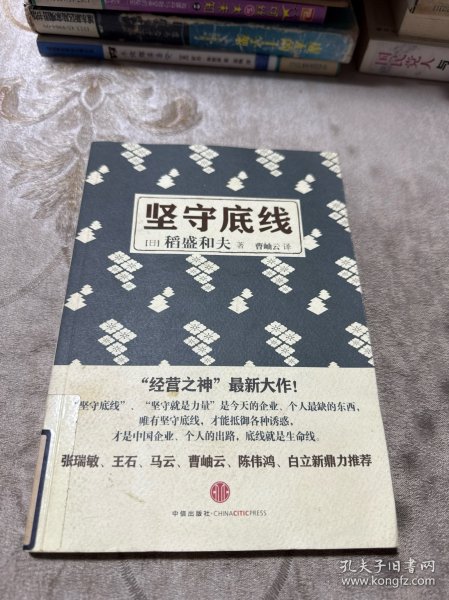 国民党人与
坚守底线
[日] 稻盛和夫 著 曹岫云 译
“经营之神”最新大作！
“坚守底线”、“坚守就是力量”是今天的企业、个人最缺的东西，
唯有坚守底线，才能抵御各种诱惑，
才是中国企业、个人的出路，底线就是生命线。
张瑞敏、王石、马云、曹岫云、陈伟鸿、白立新鼎力推荐
中信出版社·CHINACITICPRESS
孔夫子旧书网
www.kongfz.com